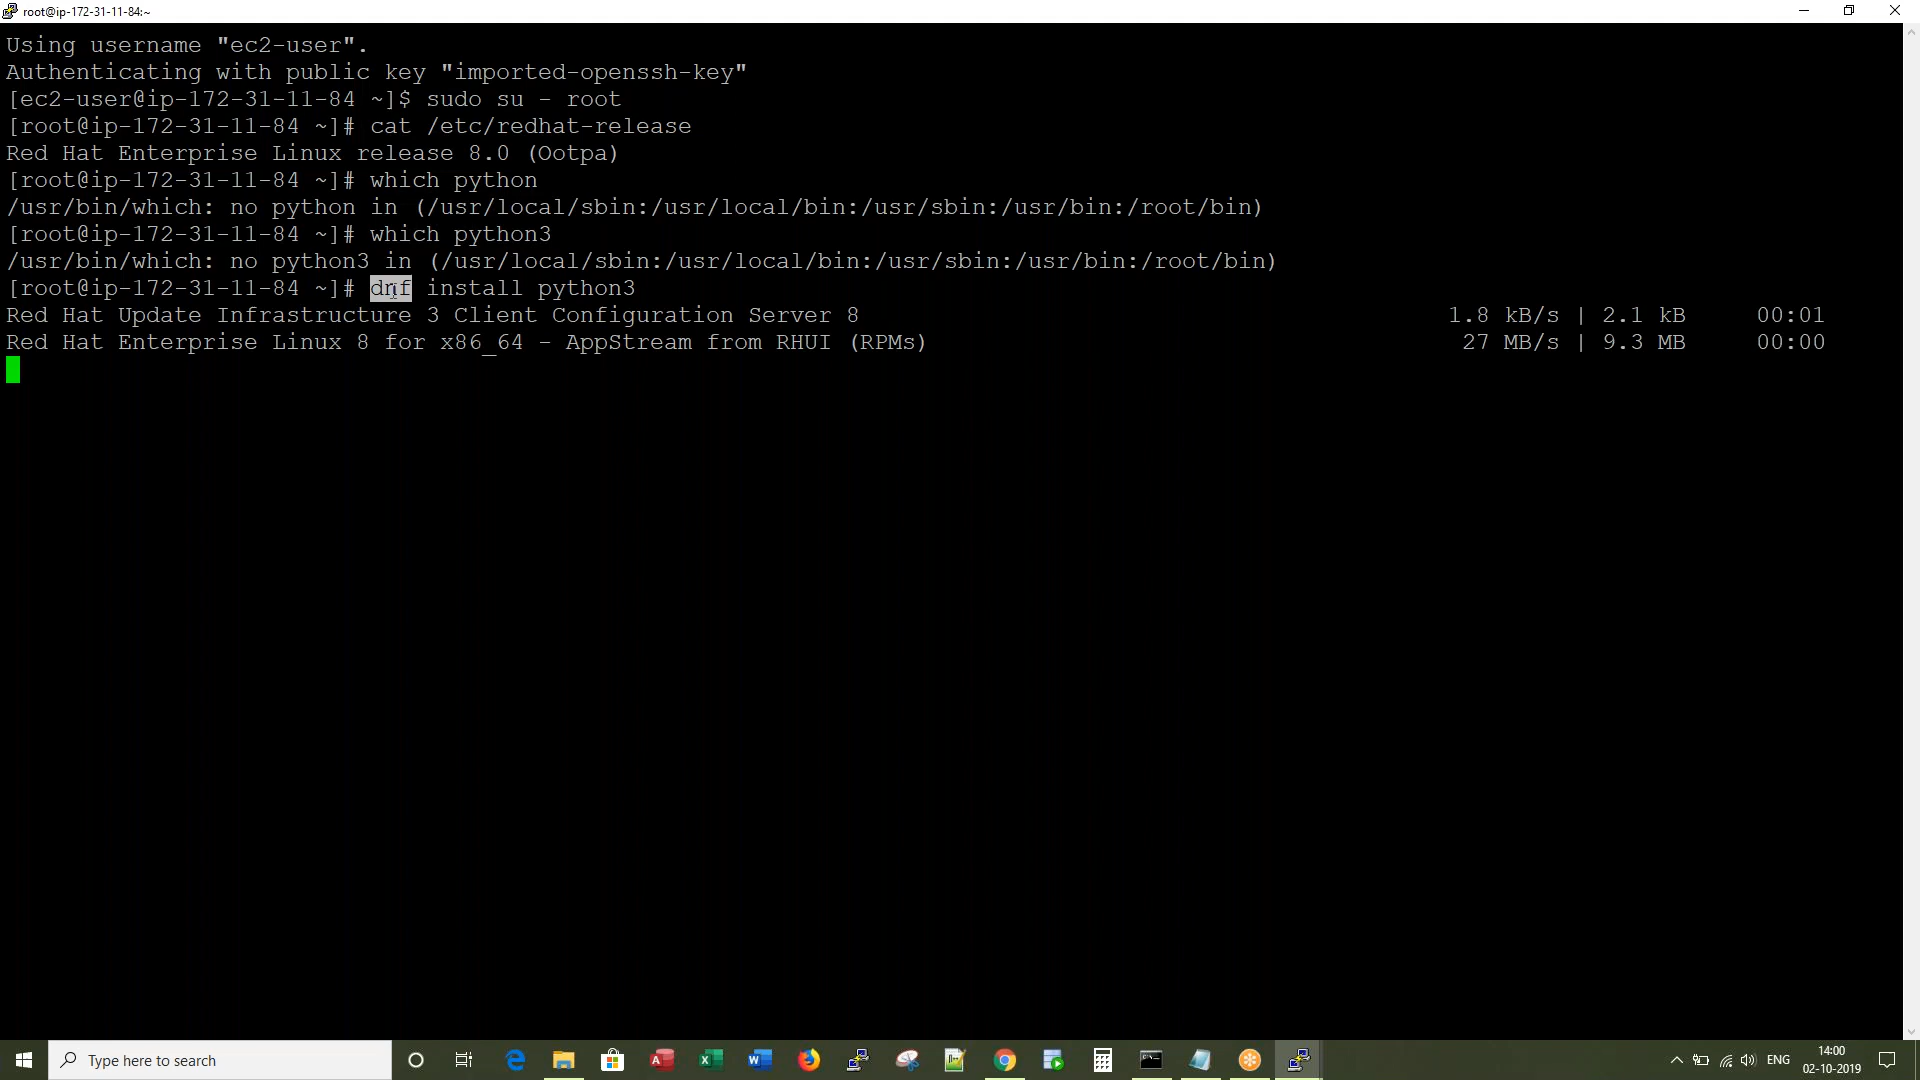 root@ip-172-31-11-84:~
Using username "ec2-user".
Authenticating with public key "imported-openssh-key"
[ec2-user@ip-172-31-11-84 ~]$ sudo su - root
[root@ip-172-31-11-84 ~]# cat /etc/redhat-release
Red Hat Enterprise Linux release 8.0 (Ootpa)
[root@ip-172-31-11-84 ~]# which python
/usr/bin/which: no python in (/usr/local/sbin:/usr/local/bin:/usr/sbin:/usr/bin:/root/bin)
[root@ip-172-31-11-84 ~]# which python3
/usr/bin/which: no python3 in (/usr/local/sbin:/usr/local/bin:/usr/sbin:/usr/bin:/root/bin)
[root@ip-172-31-11-84 ~]# dnf install python3
Red Hat Update Infrastructure 3 Client Configuration Server 8 1.8 kB/s | 2.1 kB 00:01
Red Hat Enterprise Linux 8 for x86_64 - AppStream from RHUI (RPMs) 27 MB/s | 9.3 MB 00:00
Type here to search
ENG
14:00
02-10-2019